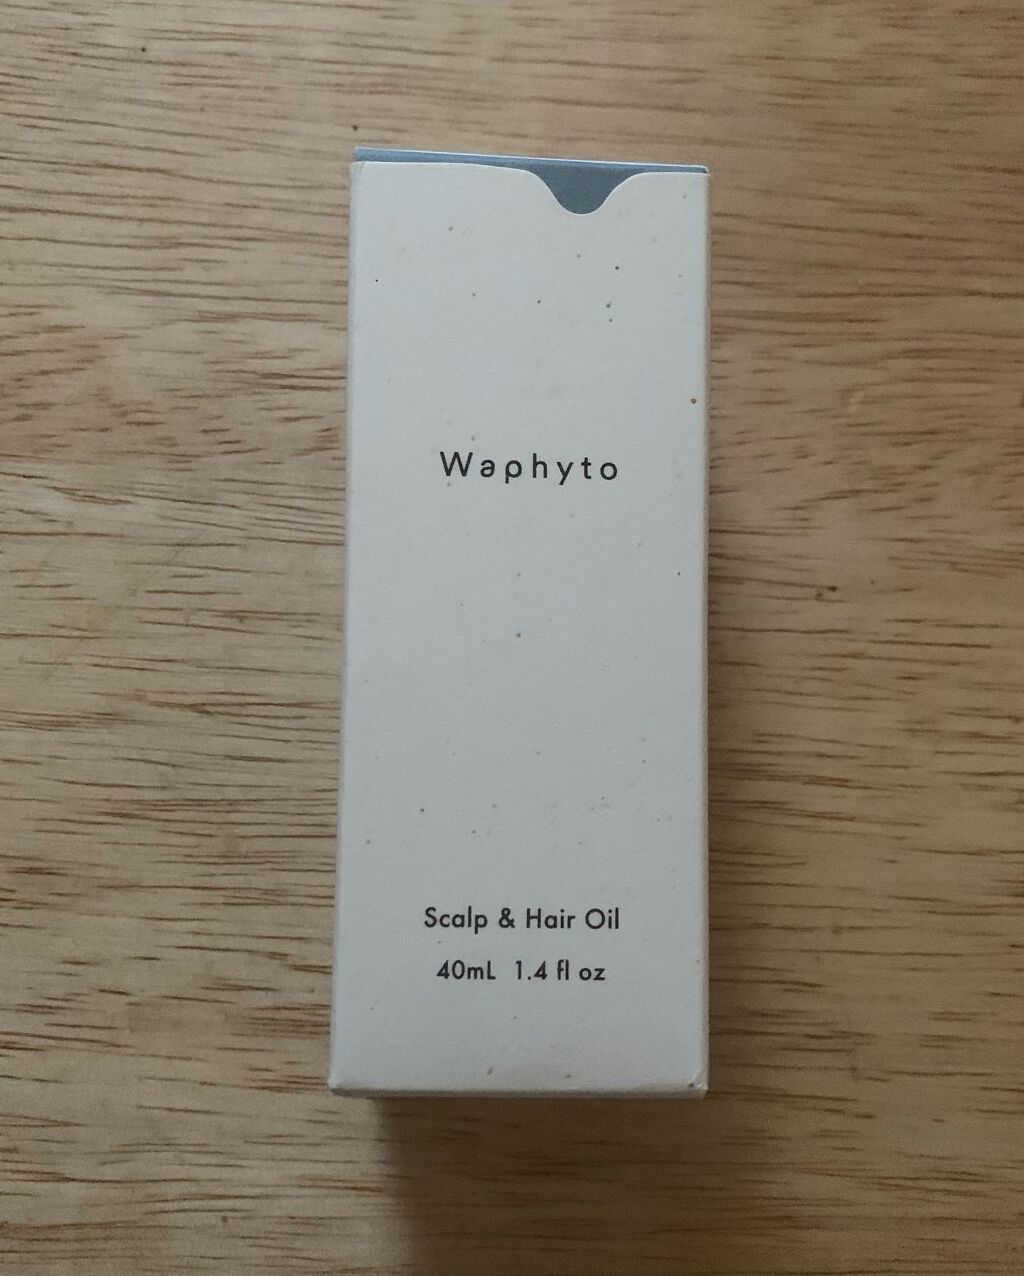 Waphyto
Scalp & Hair Oil
40mL 1.4 fl oz